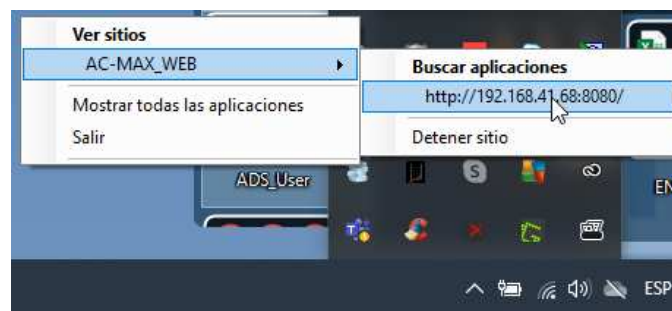 Ver sitios
AC-MAX_WEB
Mostrar todas las aplicaciones
Salir
Buscar aplicaciones
http://192.168.41.68:8080/
Detener sitio
ADS_User
EN
ESP